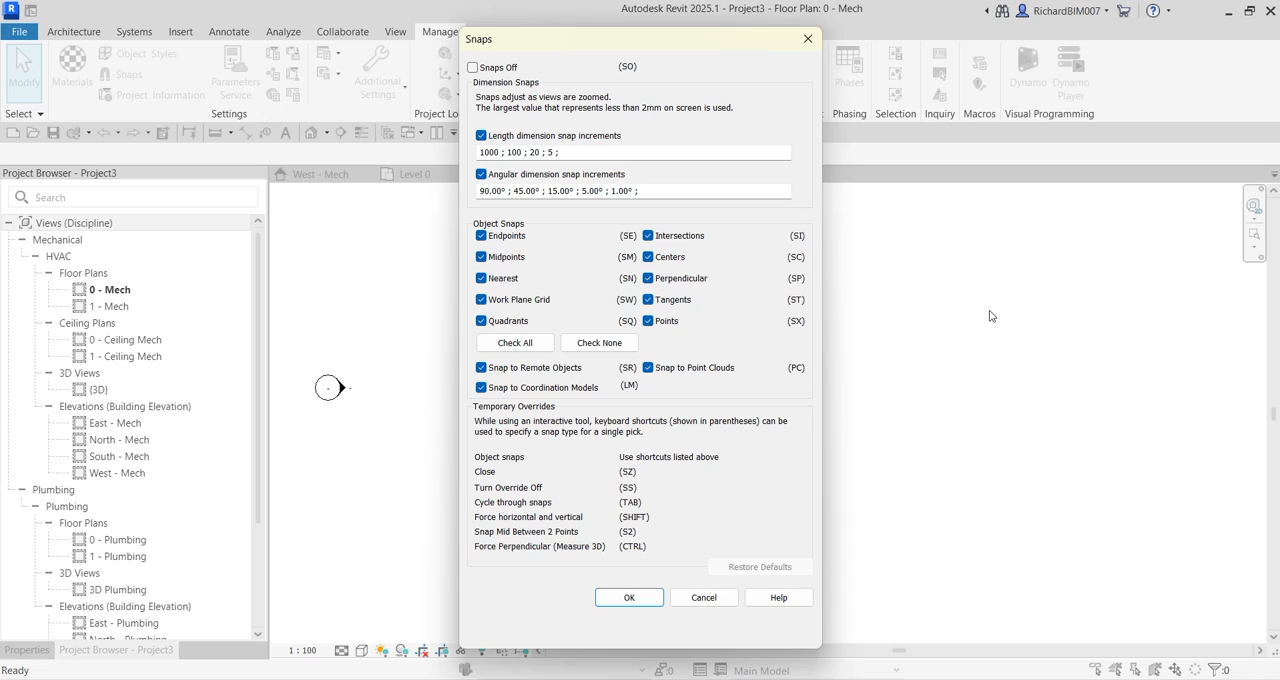 Autodesk Revit 2025.1 - Project3 - Floor Plan: 0 - Mech
RichardBIM007
File Architecture Systems Insert Annotate Analyze Collaborate View Manage
Modify
Materials
Object Styles
Snaps
Project Information
Parameters
Service
Additional
Settings
Phases
Dynamo
Dynamo
Player
Select Settings Project Lo Phasing Selection Inquiry Macros Visual Programming
Project Browser - Project3
Search
West - Mech
Level 0
Views (Discipline)
Mechanical
HVAC
Floor Plans
0 - Mech
1 - Mech
Ceiling Plans
0 - Ceiling Mech
1 - Ceiling Mech
3D Views
{3D}
Elevations (Building Elevation)
East - Mech
North - Mech
South - Mech
West - Mech
Plumbing
Plumbing
Floor Plans
0 - Plumbing
1 - Plumbing
3D Views
3D Plumbing
Elevations (Building Elevation)
East - Plumbing
North - Plumbing
Properties Project Browser - Project3
Ready
1 : 100
:0
Main Model
:0
Snaps
Snaps Off (SO)
Dimension Snaps
Snaps adjust as views are zoomed.
The largest value that represents less than 2mm on screen is used.
Length dimension snap increments
1000 ; 100 ; 20 ; 5 ;
Angular dimension snap increments
90.00° ; 45.00° ; 15.00° ; 5.00° ; 1.00° ;
Object Snaps
Endpoints (SE) Intersections (SI)
Midpoints (SM) Centers (SC)
Nearest (SN) Perpendicular (SP)
Work Plane Grid (SW) Tangents (ST)
Quadrants (SQ) Points (SX)
Check All Check None
Snap to Remote Objects (SR) Snap to Point Clouds (PC)
Snap to Coordination Models (LM)
Temporary Overrides
While using an interactive tool, keyboard shortcuts (shown in parentheses) can be
used to specify a snap type for a single pick.
Object snaps Use shortcuts listed above
Close (SZ)
Turn Override Off (SS)
Cycle through snaps (TAB)
Force horizontal and vertical (SHIFT)
Snap Mid Between 2 Points (S2)
Force Perpendicular (Measure 3D) (CTRL)
Restore Defaults
OK Cancel Help